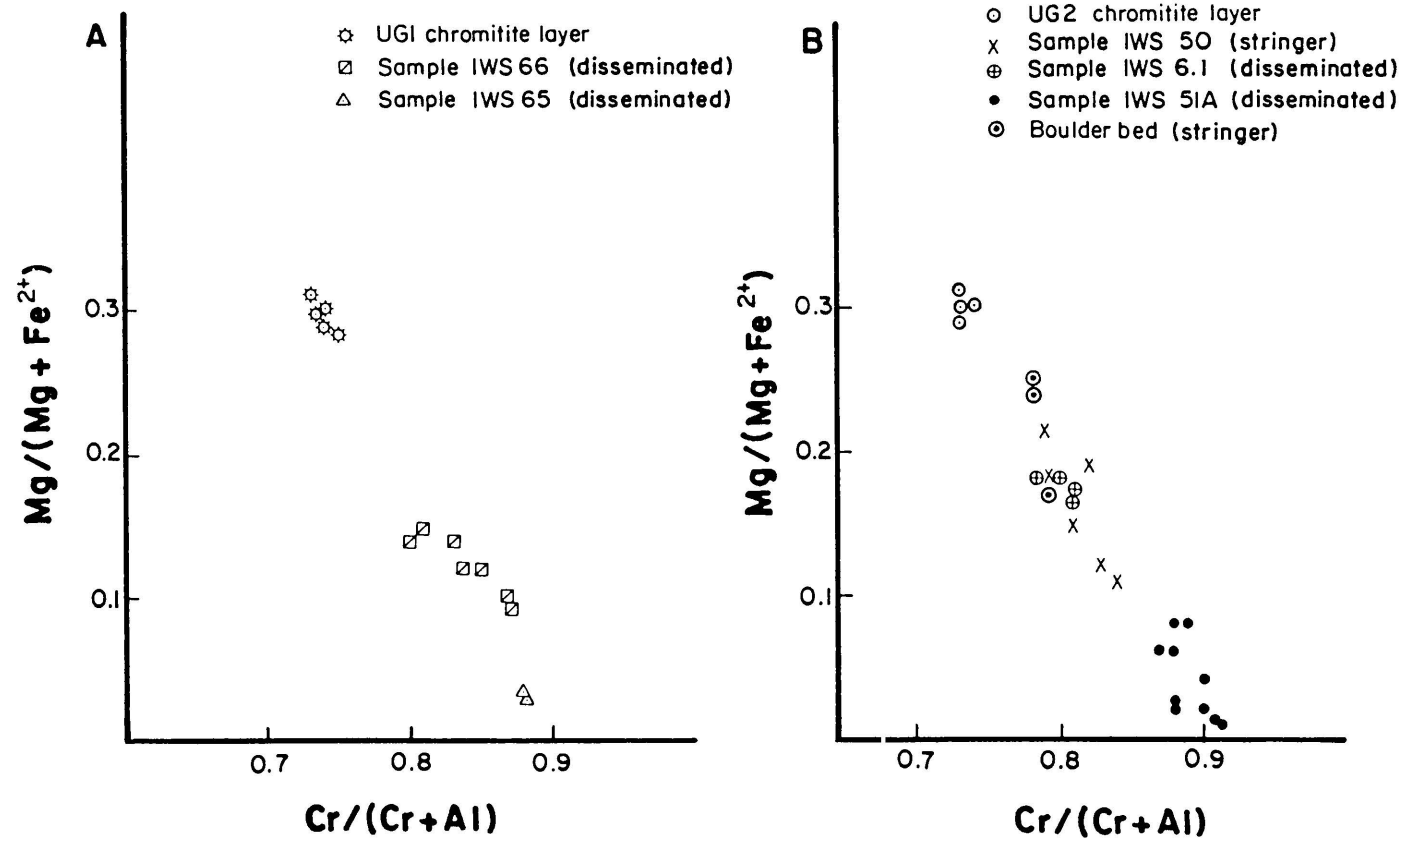 A
UG1 chromitite layer
Sample IWS 66 (disseminated)
Sample IWS 65 (disseminated)
Mg/(Mg+Fe²⁺)
0.3
0.2
0.1
0.7 0.8 0.9
Cr/(Cr+Al)
B
UG2 chromitite layer
Sample IWS 50 (stringer)
Sample IWS 6.1 (disseminated)
Sample IWS 51A (disseminated)
Boulder bed (stringer)
Mg/(Mg+Fe²⁺)
0.3
0.2
0.1
0.7 0.8 0.9
Cr/(Cr+Al)